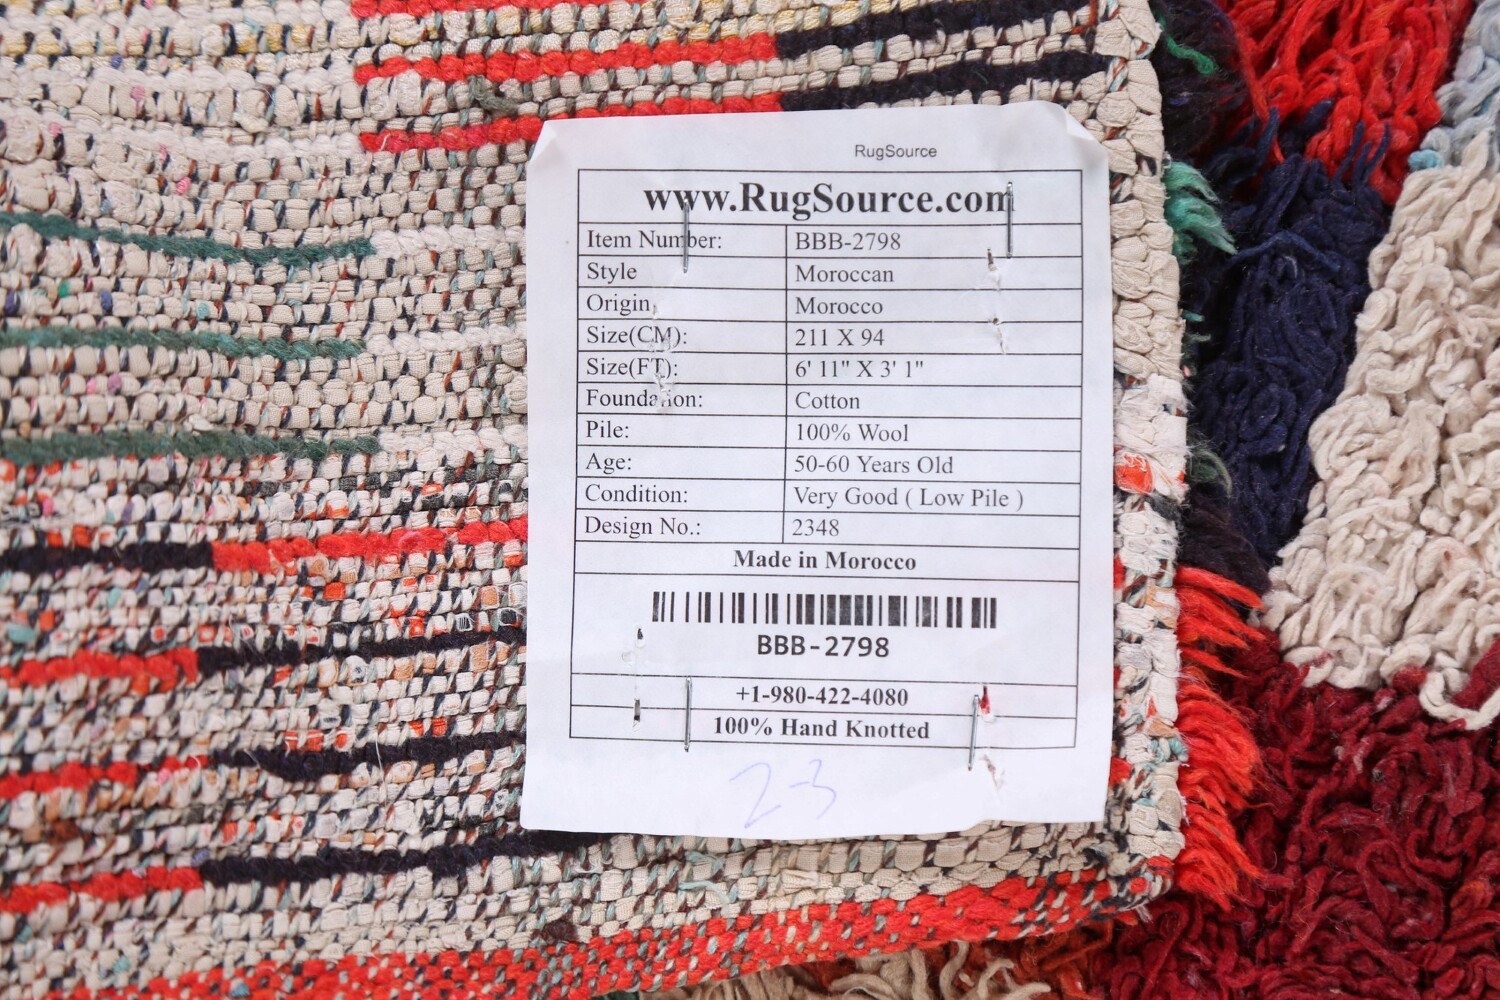 RugSource
www.RugSource.com
Item Number: BBB-2798
Style Moroccan
Origin Morocco
Size(CM): 211 X 94
Size(FT): 6' 11" X 3' 1"
Foundation: Cotton
Pile: 100% Wool
Age: 50-60 Years Old
Condition: Very Good ( Low Pile )
Design No.: 2348
Made in Morocco
BBB-2798
+1-980-422-4080
100% Hand Knotted
2-3